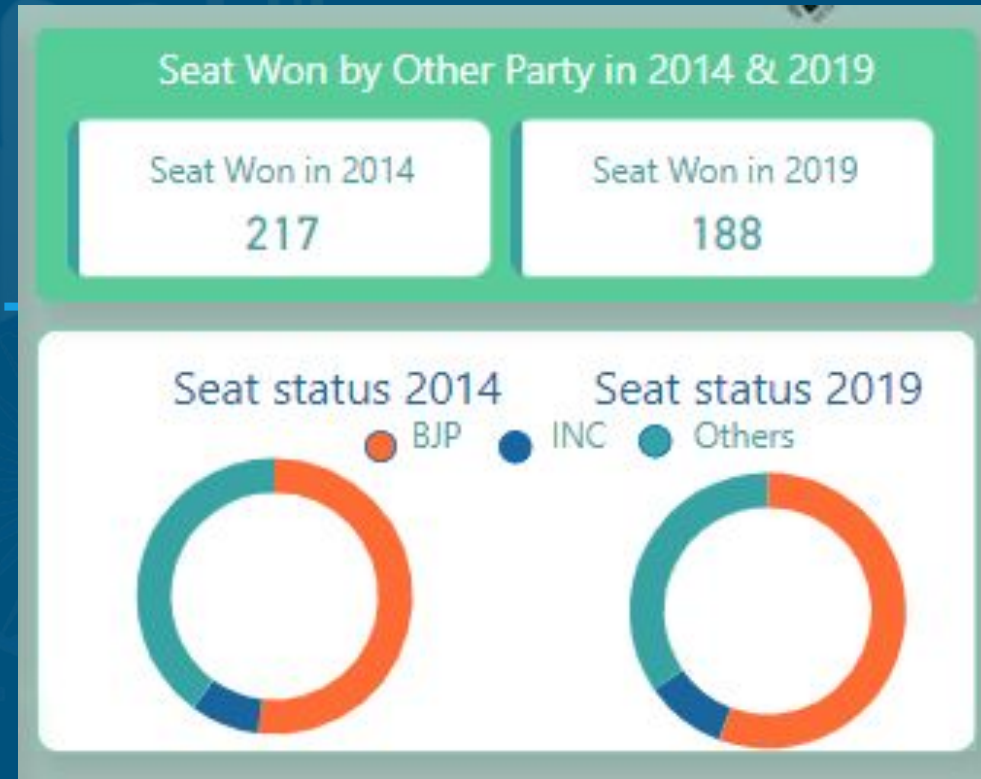 Seat Won by Other Party in 2014 & 2019
Seat Won in 2014
217
Seat Won in 2019
188
Seat status 2014
Seat status 2019
BJP
INC
Others